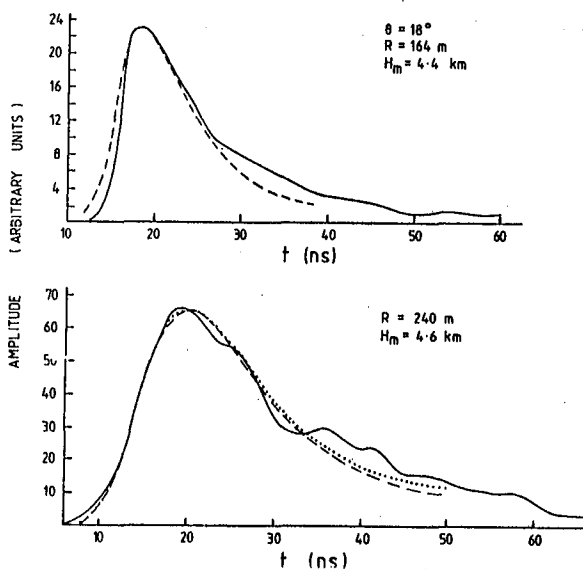 θ = 18°
R = 164 m
Hm = 4·4 km
24
20
16
12
8
4
10 20 30 40 50 60
t (ns)
AMPLITUDE (ARBITRARY UNITS)
R = 240 m
Hm = 4·6 km
70
60
50
40
30
20
10
10 20 30 40 50 60
t (ns)